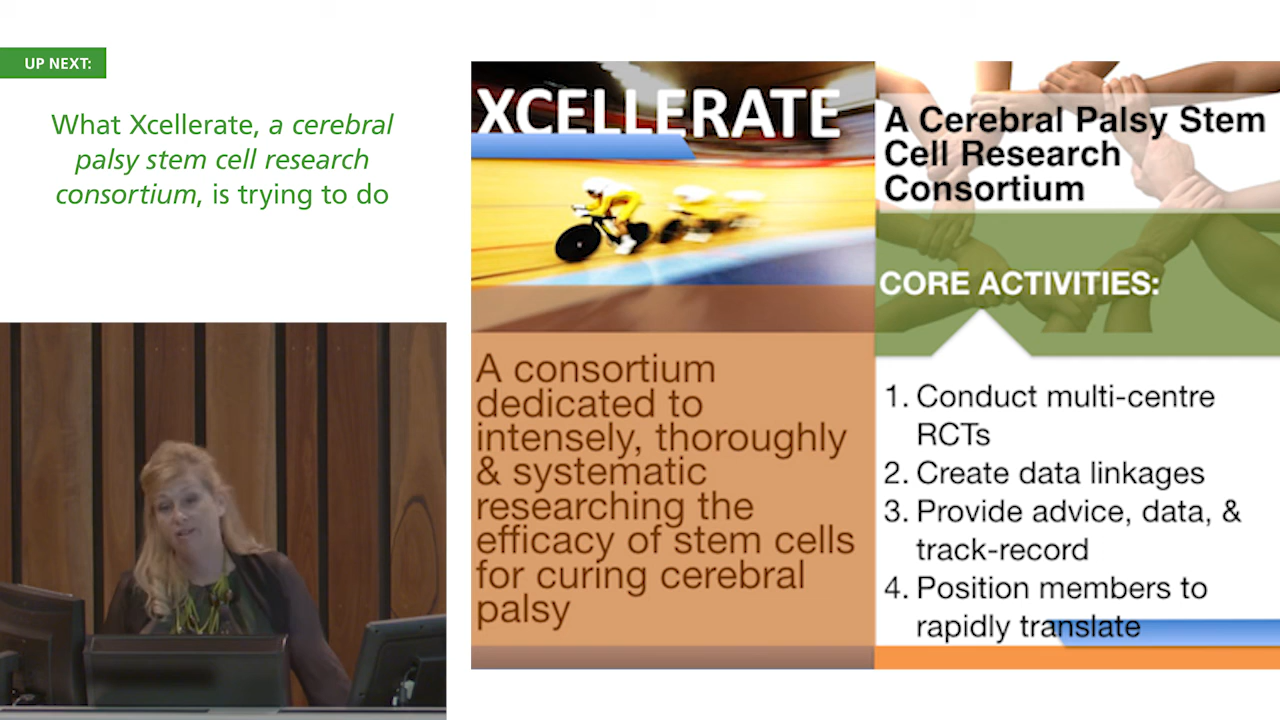 UP NEXT:
What Xcellerate, a cerebral
palsy stem cell research
consortium, is trying to do
XCELLERATE
A consortium
dedicated to
intensely, thoroughly
& systematic
researching the
efficacy of stem cells
for curing cerebral
palsy
A Cerebral Palsy Stem
Cell Research
Consortium
CORE ACTIVITIES:
1. Conduct multi-centre
RCTs
2. Create data linkages
3. Provide advice, data, &
track-record
4. Position members to
rapidly translate